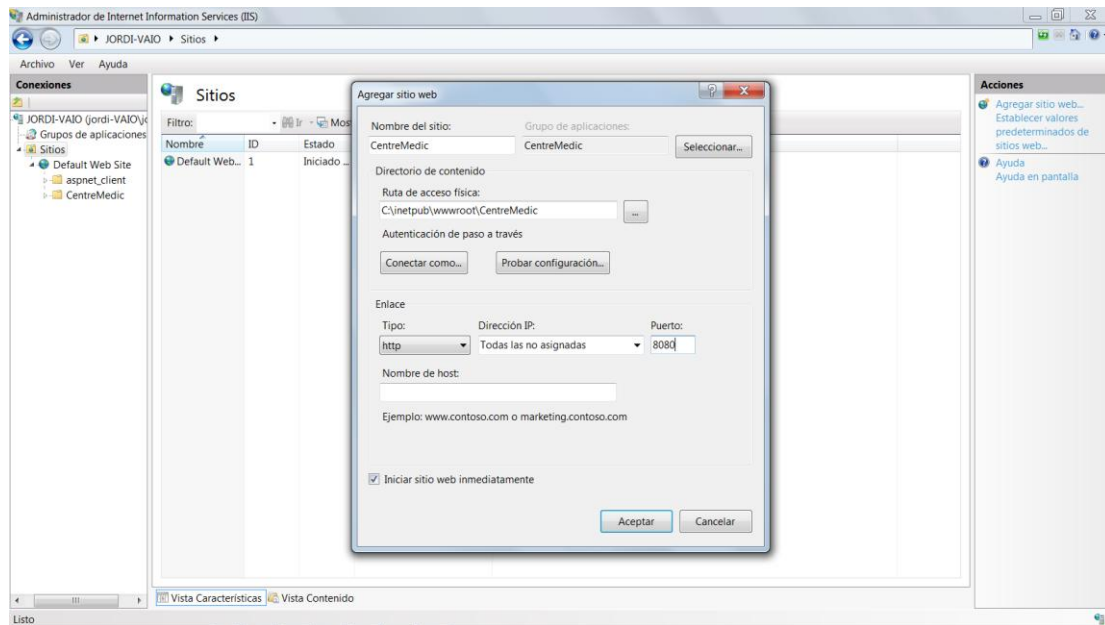 Administrador de Internet Information Services (IIS)
JORDI-VAIO Sitios
Archivo Ver Ayuda
Conexiones
JORDI-VAIO (jordi-VAIO\jo
Grupos de aplicaciones
Sitios
Default Web Site
aspnet_client
CentreMedic
Sitios
Filtro: Ir Mos
Nombre ID Estado
Default Web... 1 Iniciado ...
Agregar sitio web
Nombre del sitio: Grupo de aplicaciones:
CentreMedic CentreMedic Seleccionar...
Directorio de contenido
Ruta de acceso física:
C:\inetpub\wwwroot\CentreMedic ...
Autenticación de paso a través
Conectar como... Probar configuración...
Enlace
Tipo: Dirección IP: Puerto:
http Todas las no asignadas 8080
Nombre de host:
Ejemplo: www.contoso.com o marketing.contoso.com
Iniciar sitio web inmediatamente
Aceptar Cancelar
Acciones
Agregar sitio web...
Establecer valores
predeterminados de
sitios web...
Ayuda
Ayuda en pantalla
Vista Características Vista Contenido
Listo